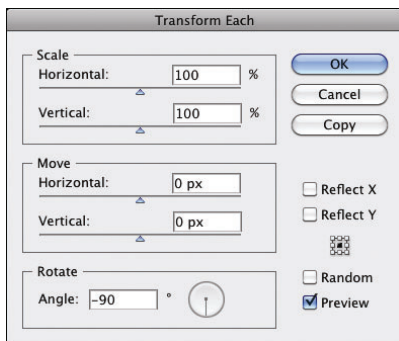 Transform Each
Scale
Horizontal: 100 %
Vertical: 100 %
Move
Horizontal: 0 px
Vertical: 0 px
Rotate
Angle: -90 °
OK
Cancel
Copy
Reflect X
Reflect Y
Random
Preview